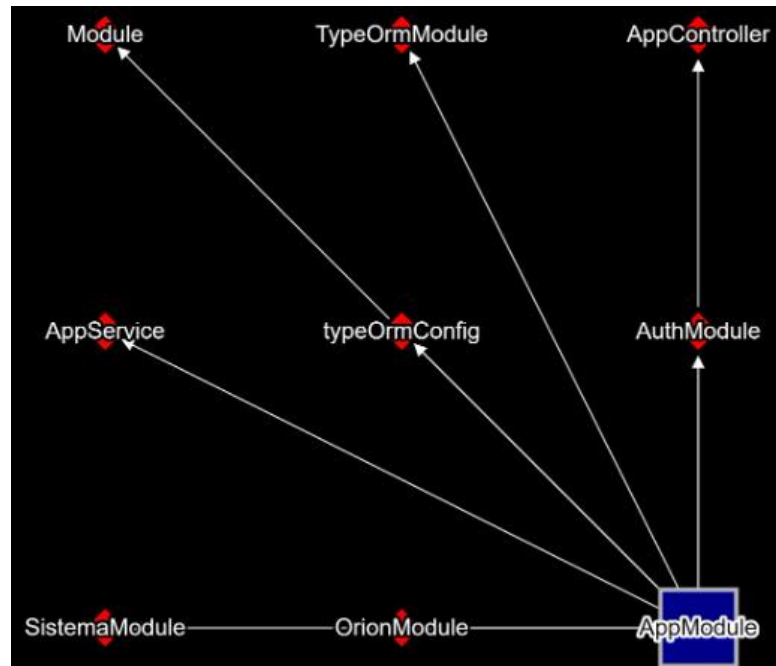 Module
TypeOrmModule
AppController
AppService
typeOrmConfig
AuthModule
SistemaModule
OrionModule
AppModule